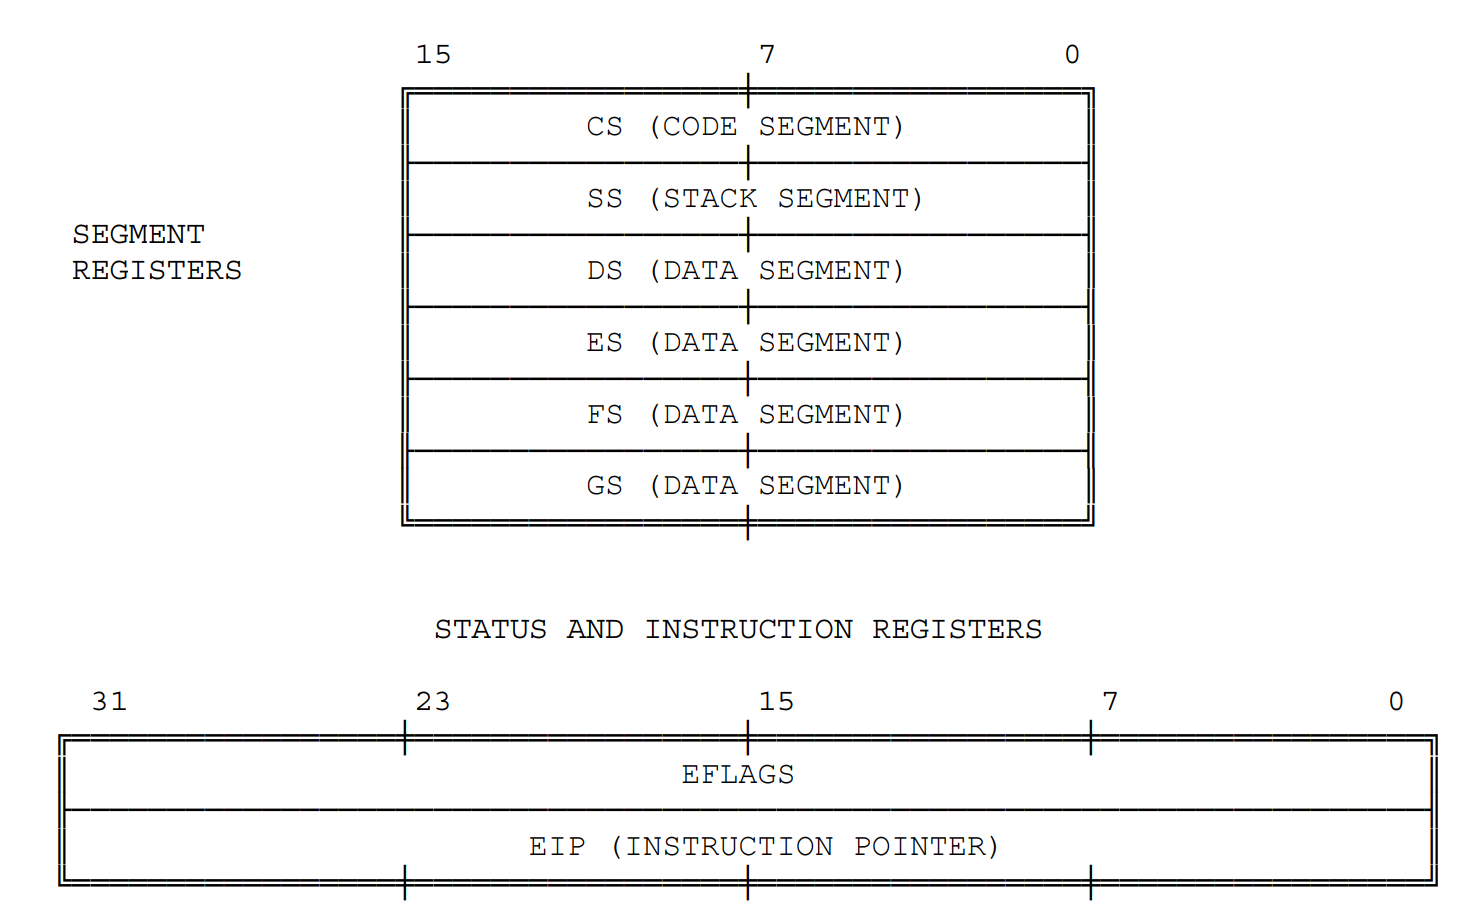 15 7 0
CS (CODE SEGMENT)
SS (STACK SEGMENT)
SEGMENT
REGISTERS
DS (DATA SEGMENT)
ES (DATA SEGMENT)
FS (DATA SEGMENT)
GS (DATA SEGMENT)
STATUS AND INSTRUCTION REGISTERS
31 23 15 7 0
EFLAGS
EIP (INSTRUCTION POINTER)